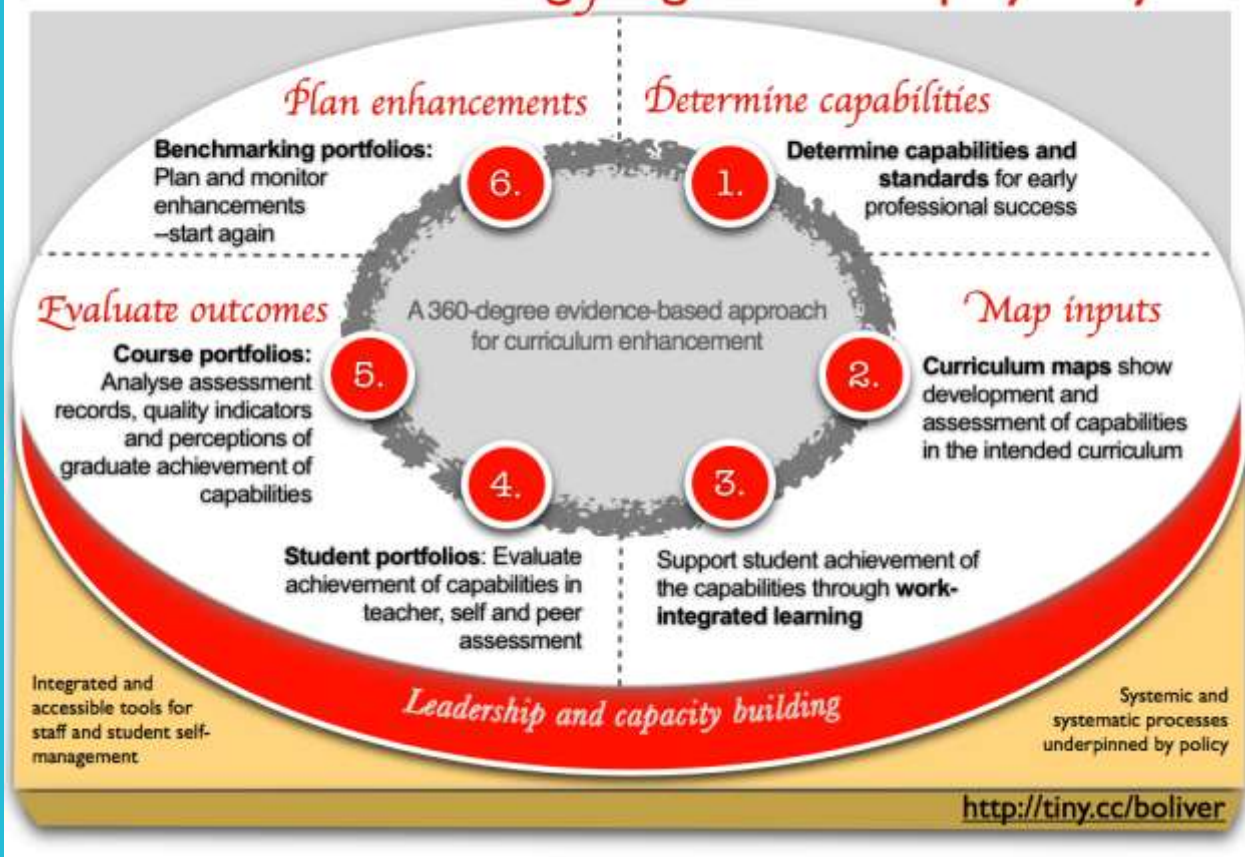 Determine capabilities
1.
Determine capabilities and
standards for early
professional success
Map inputs
2.
Curriculum maps show
development and
assessment of capabilities
in the intended curriculum
3.
Support student achievement of
the capabilities through work-
integrated learning
4.
Student portfolios: Evaluate
achievement of capabilities in
teacher, self and peer
assessment
Evaluate outcomes
5.
Course portfolios:
Analyse assessment
records, quality indicators
and perceptions of
graduate achievement of
capabilities
Plan enhancements
6.
Benchmarking portfolios:
Plan and monitor
enhancements
–start again
A 360-degree evidence-based approach
for curriculum enhancement
Leadership and capacity building
Integrated and
accessible tools for
staff and student self-
management
Systemic and
systematic processes
underpinned by policy
http://tiny.cc/boliver